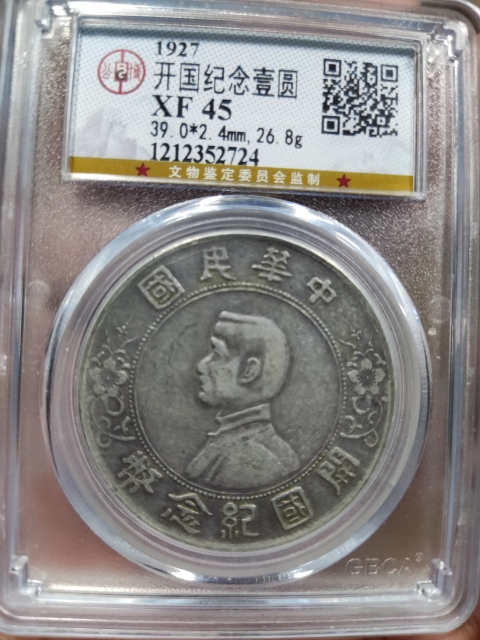 1927
开国纪念壹圆
XF 45
39.0*2.4mm,26.8g
1212352724
文物鉴定委员会监制
中華民國
開國紀念幣
GBCA®